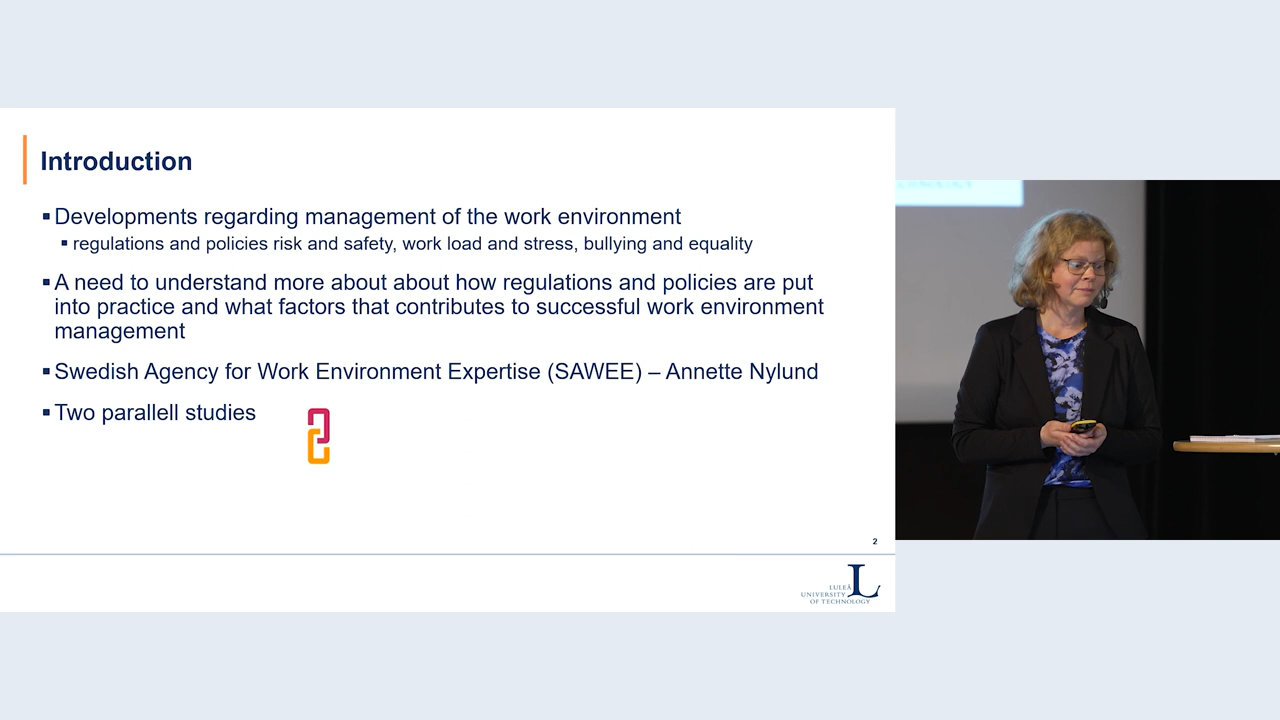 Introduction
Developments regarding management of the work environment
regulations and policies risk and safety, work load and stress, bullying and equality
A need to understand more about about how regulations and policies are put
into practice and what factors that contributes to successful work environment
management
Swedish Agency for Work Environment Expertise (SAWEE) – Annette Nylund
Two parallell studies
2
LULEÅ
UNIVERSITY
OF TECHNOLOGY
L